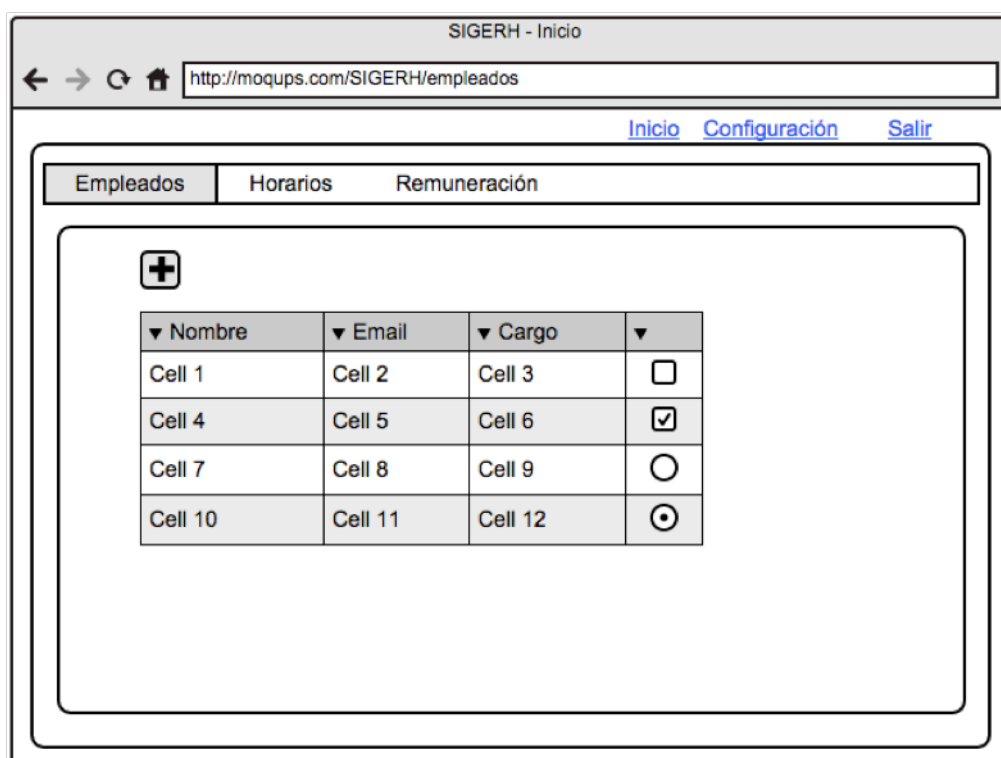 SIGERH - Inicio
http://moqups.com/SIGERH/empleados
Inicio Configuración Salir
Empleados Horarios Remuneración
Nombre Email Cargo
Cell 1 Cell 2 Cell 3
Cell 4 Cell 5 Cell 6
Cell 7 Cell 8 Cell 9
Cell 10 Cell 11 Cell 12